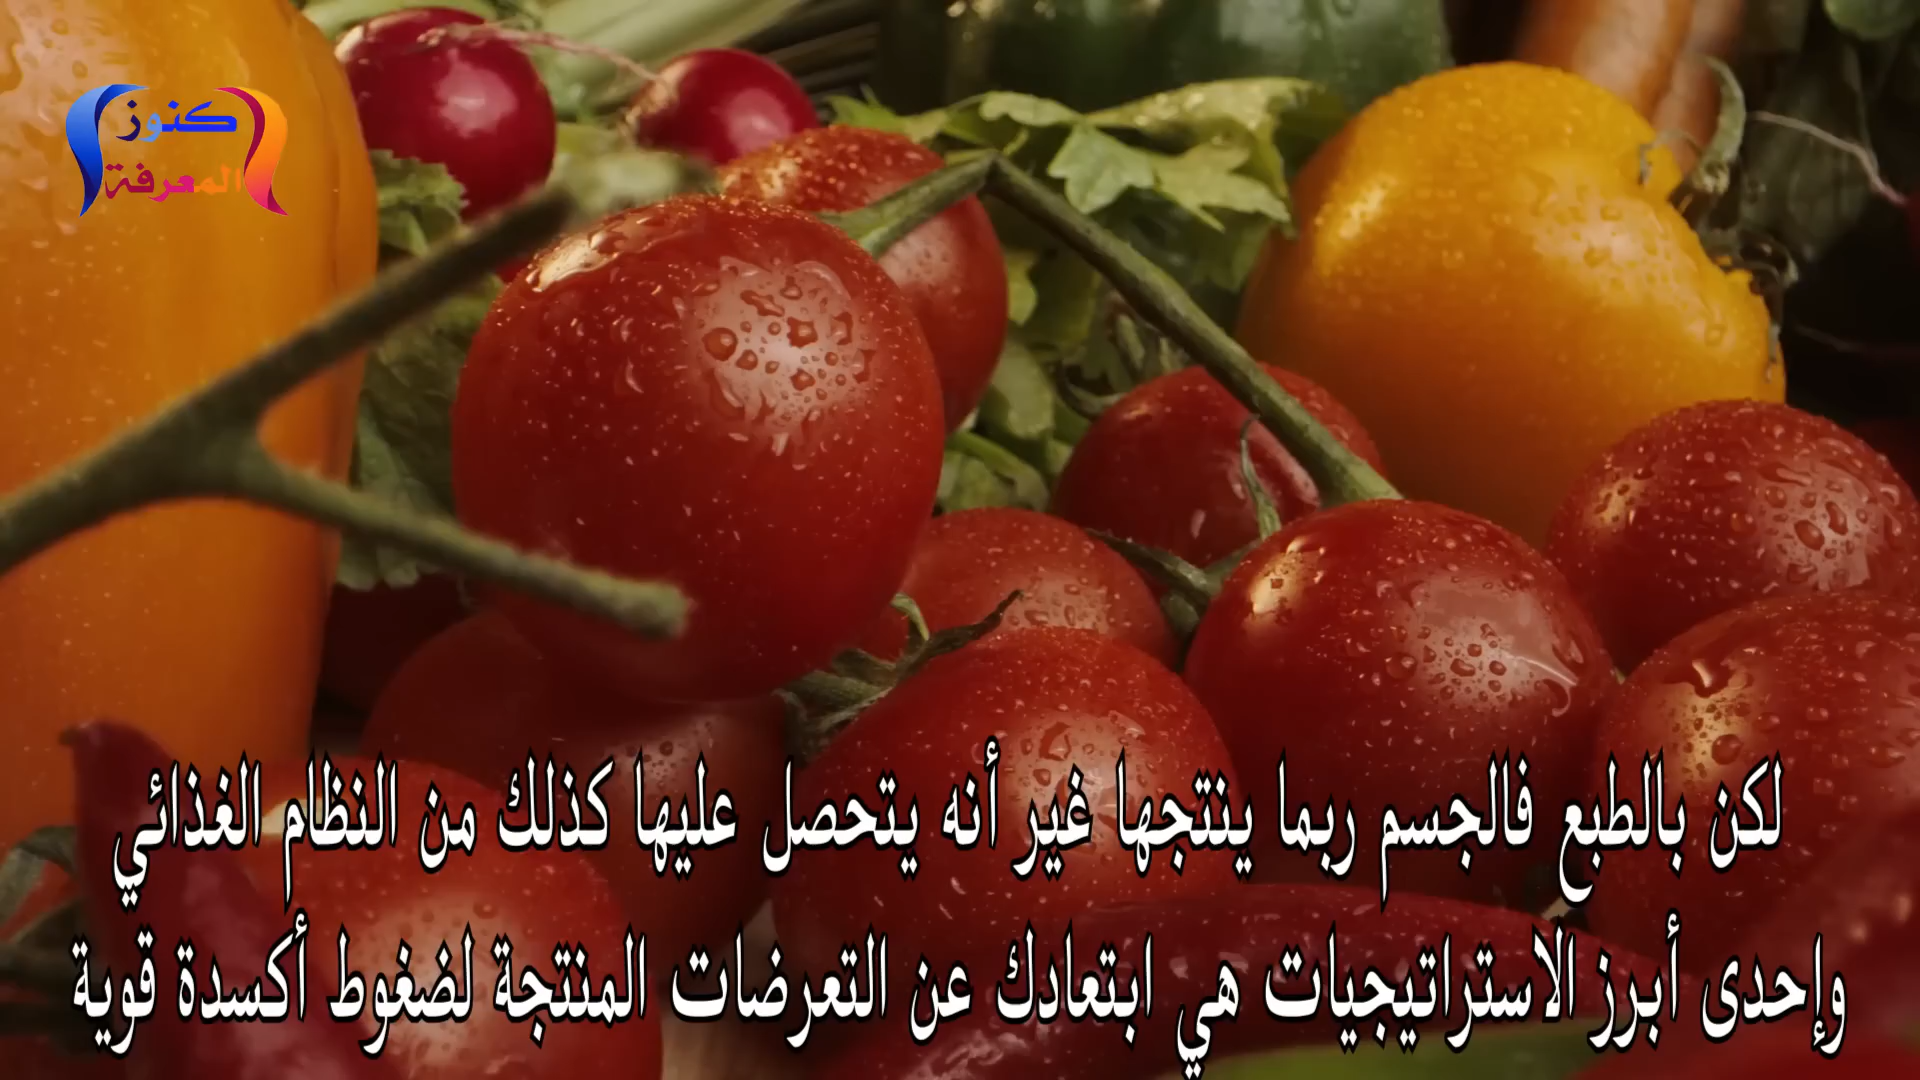 كنوز
المعرفة
لكن بالطبع فالجسم ربما ينتجها غير أنه يتحصل عليها كذلك من النظام الغذائي
وإحدى أبرز الاستراتيجيات هي ابتعادك عن التعرضات المنتجة لضغوط أكسدة قوية